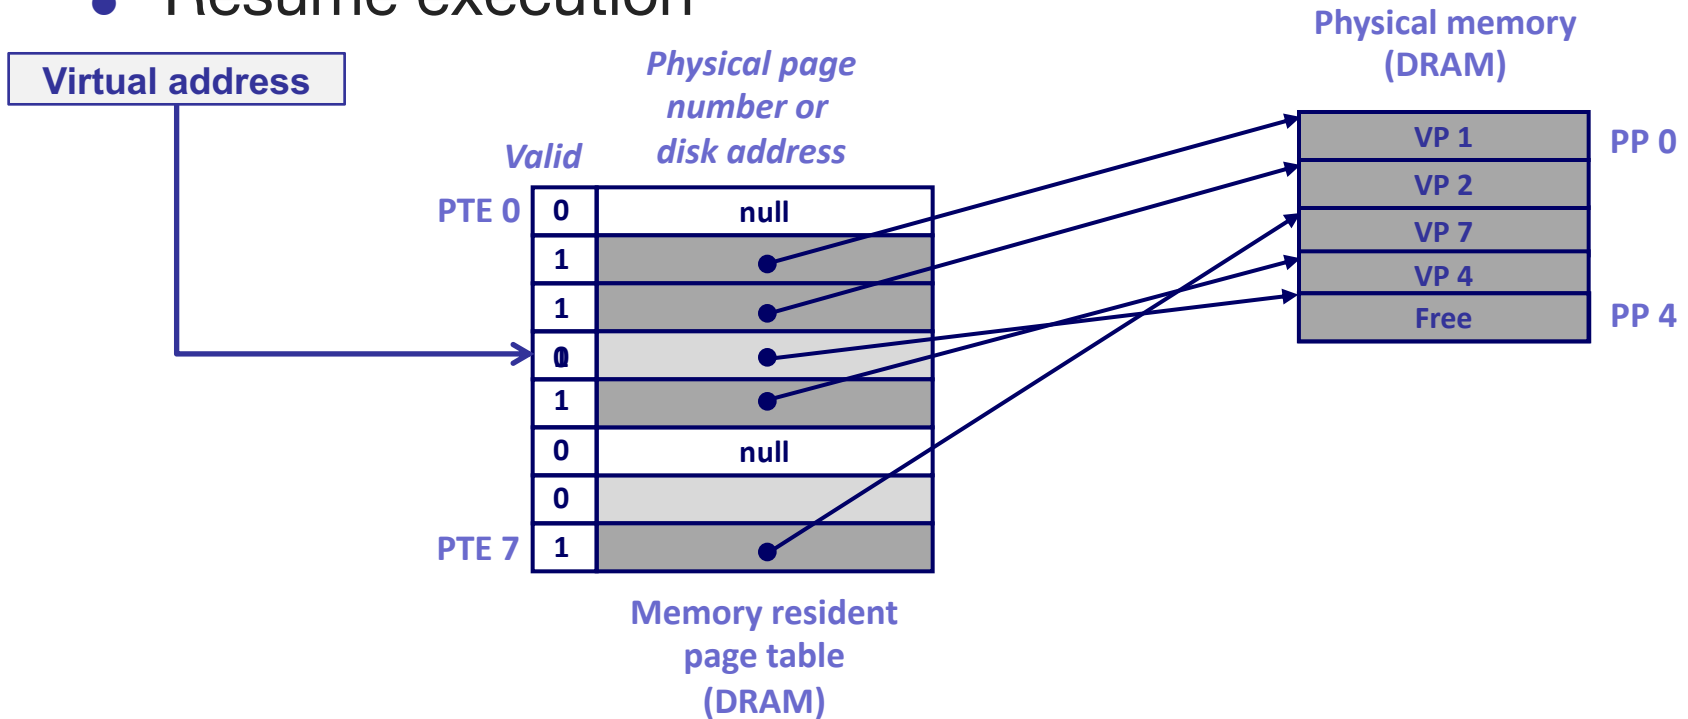 Resume execution
Physical memory
(DRAM)
Virtual address
Physical page
number or
disk address
Valid
VP 1
PP 0
VP 2
VP 7
VP 4
Free
PP 4
PTE 0
0
null
1
1
1
0
null
0
PTE 7
1
Memory resident
page table
(DRAM)